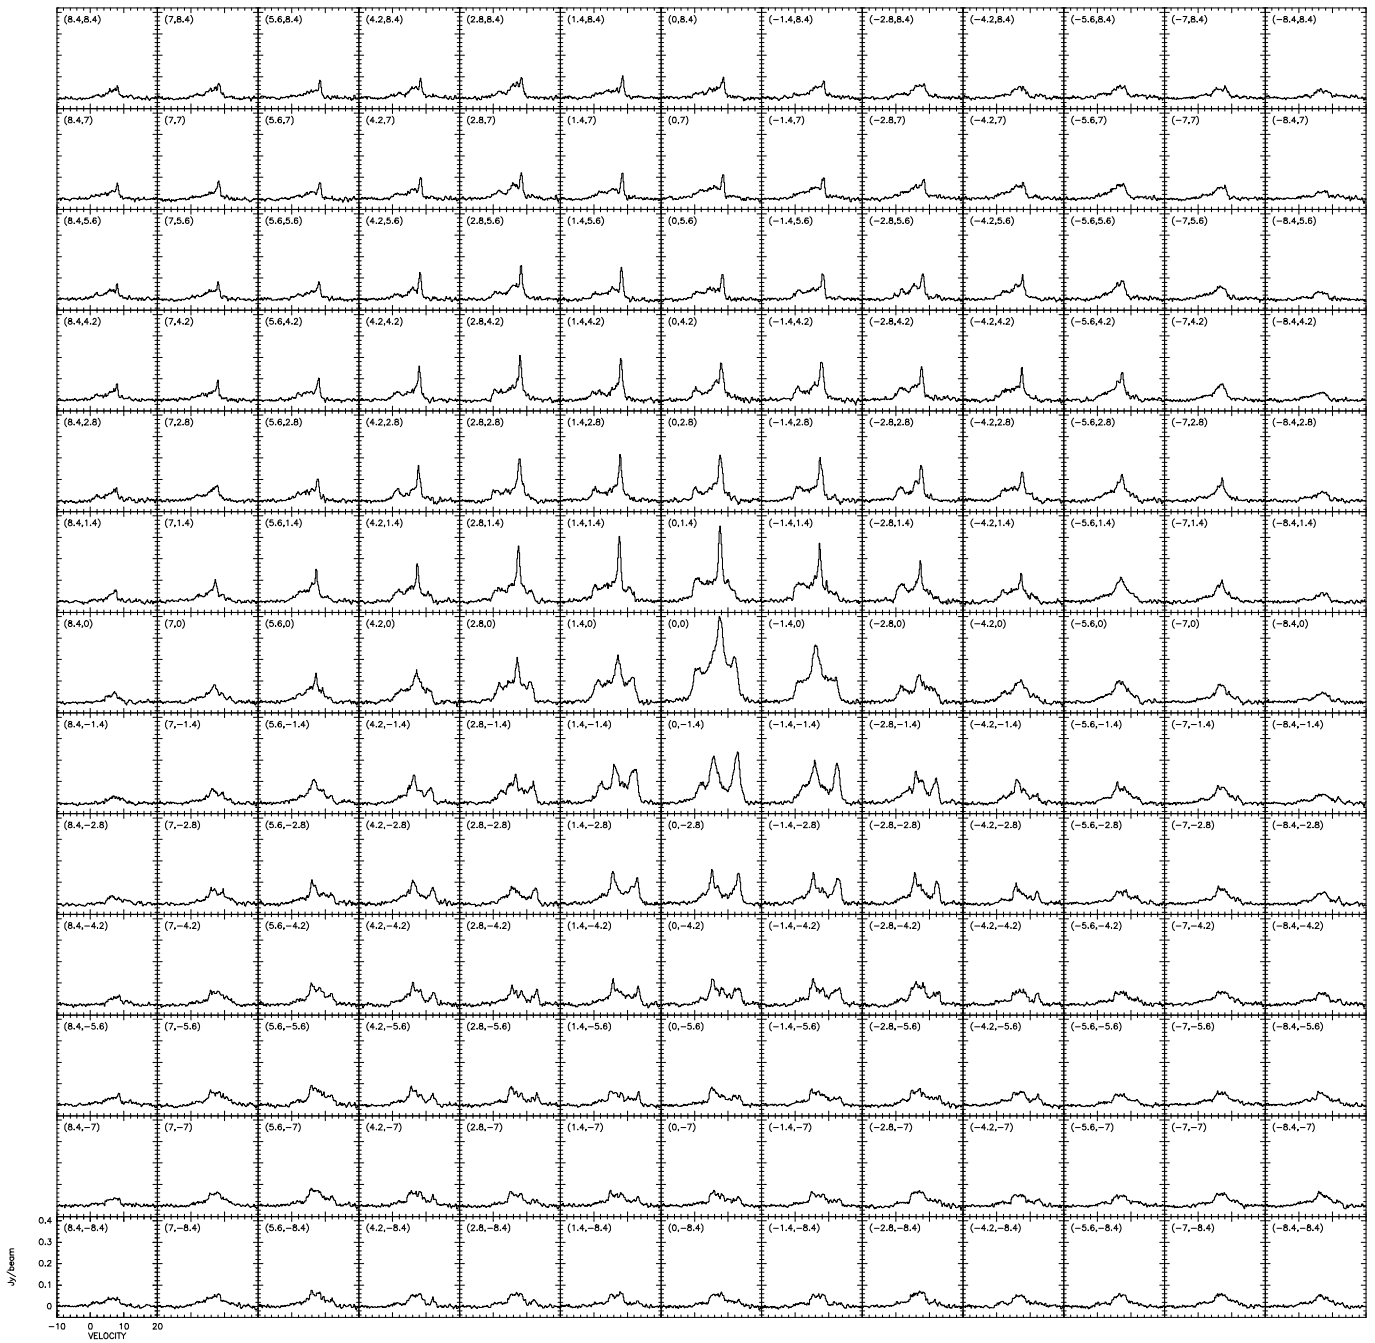 (8.4,8.4) (7,8.4) (5.6,8.4) (4.2,8.4) (2.8,8.4) (1.4,8.4) (0,8.4) (−1.4,8.4) (−2.8,8.4) (−4.2,8.4) (−5.6,8.4) (−7,8.4) (−8.4,8.4)
(8.4,7) (7,7) (5.6,7) (4.2,7) (2.8,7) (1.4,7) (0,7) (−1.4,7) (−2.8,7) (−4.2,7) (−5.6,7) (−7,7) (−8.4,7)
(8.4,5.6) (7,5.6) (5.6,5.6) (4.2,5.6) (2.8,5.6) (1.4,5.6) (0,5.6) (−1.4,5.6) (−2.8,5.6) (−4.2,5.6) (−5.6,5.6) (−7,5.6) (−8.4,5.6)
(8.4,4.2) (7,4.2) (5.6,4.2) (4.2,4.2) (2.8,4.2) (1.4,4.2) (0,4.2) (−1.4,4.2) (−2.8,4.2) (−4.2,4.2) (−5.6,4.2) (−7,4.2) (−8.4,4.2)
(8.4,2.8) (7,2.8) (5.6,2.8) (4.2,2.8) (2.8,2.8) (1.4,2.8) (0,2.8) (−1.4,2.8) (−2.8,2.8) (−4.2,2.8) (−5.6,2.8) (−7,2.8) (−8.4,2.8)
(8.4,1.4) (7,1.4) (5.6,1.4) (4.2,1.4) (2.8,1.4) (1.4,1.4) (0,1.4) (−1.4,1.4) (−2.8,1.4) (−4.2,1.4) (−5.6,1.4) (−7,1.4) (−8.4,1.4)
(8.4,0) (7,0) (5.6,0) (4.2,0) (2.8,0) (1.4,0) (0,0) (−1.4,0) (−2.8,0) (−4.2,0) (−5.6,0) (−7,0) (−8.4,0)
(8.4,−1.4) (7,−1.4) (5.6,−1.4) (4.2,−1.4) (2.8,−1.4) (1.4,−1.4) (0,−1.4) (−1.4,−1.4) (−2.8,−1.4) (−4.2,−1.4) (−5.6,−1.4) (−7,−1.4) (−8.4,−1.4)
(8.4,−2.8) (7,−2.8) (5.6,−2.8) (4.2,−2.8) (2.8,−2.8) (1.4,−2.8) (0,−2.8) (−1.4,−2.8) (−2.8,−2.8) (−4.2,−2.8) (−5.6,−2.8) (−7,−2.8) (−8.4,−2.8)
(8.4,−4.2) (7,−4.2) (5.6,−4.2) (4.2,−4.2) (2.8,−4.2) (1.4,−4.2) (0,−4.2) (−1.4,−4.2) (−2.8,−4.2) (−4.2,−4.2) (−5.6,−4.2) (−7,−4.2) (−8.4,−4.2)
(8.4,−5.6) (7,−5.6) (5.6,−5.6) (4.2,−5.6) (2.8,−5.6) (1.4,−5.6) (0,−5.6) (−1.4,−5.6) (−2.8,−5.6) (−4.2,−5.6) (−5.6,−5.6) (−7,−5.6) (−8.4,−5.6)
(8.4,−7) (7,−7) (5.6,−7) (4.2,−7) (2.8,−7) (1.4,−7) (0,−7) (−1.4,−7) (−2.8,−7) (−4.2,−7) (−5.6,−7) (−7,−7) (−8.4,−7)
(8.4,−8.4) (7,−8.4) (5.6,−8.4) (4.2,−8.4) (2.8,−8.4) (1.4,−8.4) (0,−8.4) (−1.4,−8.4) (−2.8,−8.4) (−4.2,−8.4) (−5.6,−8.4) (−7,−8.4) (−8.4,−8.4)
0.4
0.3
0.2
0.1
0
Jy/beam
−10 0 10 20
VELOCITY